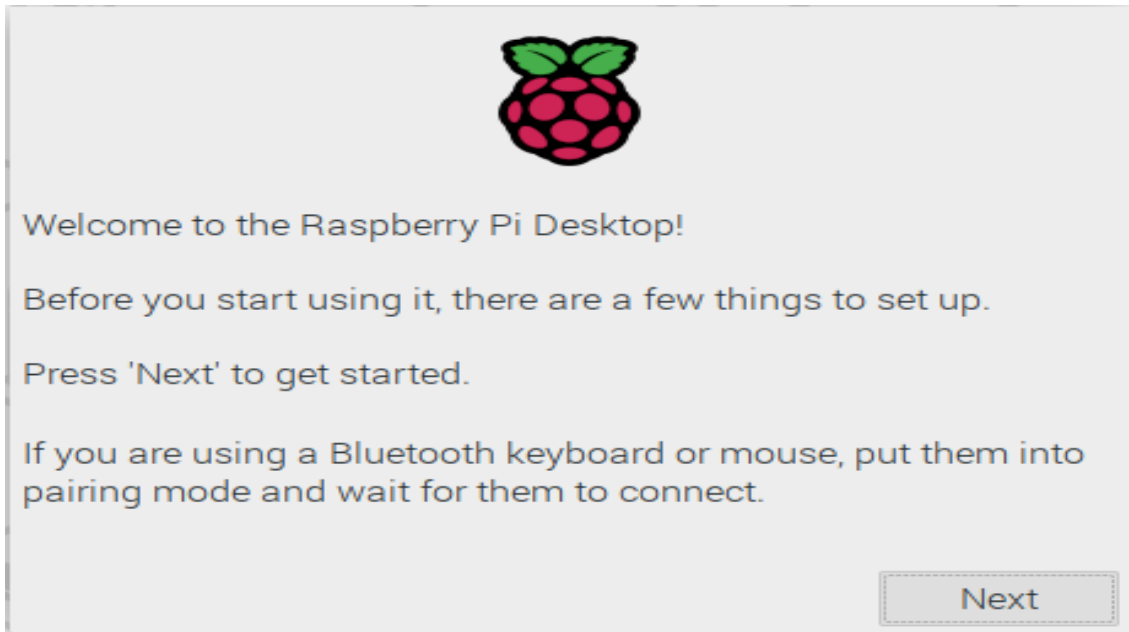 Welcome to the Raspberry Pi Desktop!
Before you start using it, there are a few things to set up.
Press 'Next' to get started.
If you are using a Bluetooth keyboard or mouse, put them into
pairing mode and wait for them to connect.
Next